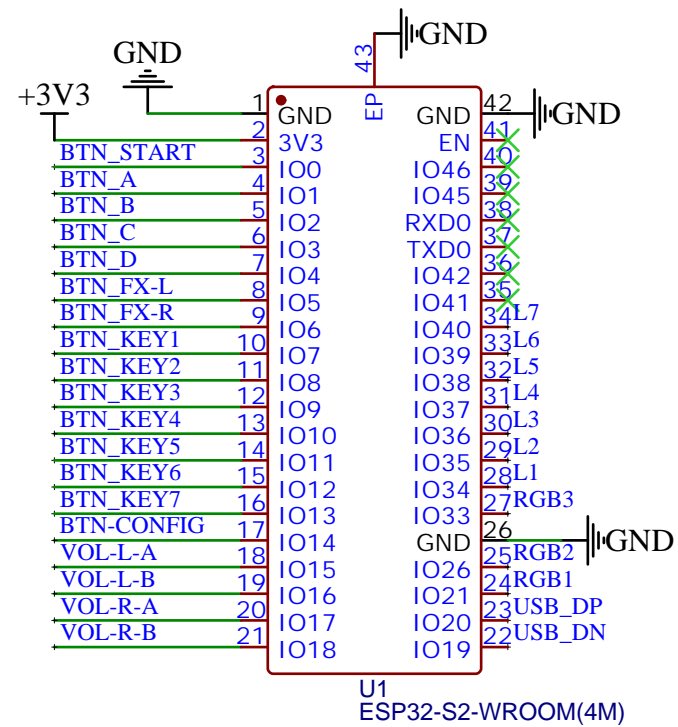 GND
43
EP
GND
+3V3
1
GND
GND
42
GND
2
3V3
EN
41
BTN_START
3
IO0
IO46
40
BTN_A
4
IO1
IO45
39
BTN_B
5
IO2
RXD0
38
BTN_C
6
IO3
TXD0
37
BTN_D
7
IO4
IO42
36
BTN_FX-L
8
IO5
IO41
35
BTN_FX-R
9
IO6
IO40
34
L7
BTN_KEY1
10
IO7
IO39
33
L6
BTN_KEY2
11
IO8
IO38
32
L5
BTN_KEY3
12
IO9
IO37
31
L4
BTN_KEY4
13
IO10
IO36
30
L3
BTN_KEY5
14
IO11
IO35
29
L2
BTN_KEY6
15
IO12
IO34
28
L1
BTN_KEY7
16
IO13
IO33
27
RGB3
BTN-CONFIG
17
IO14
GND
26
GND
VOL-L-A
18
IO15
IO26
25
RGB2
VOL-L-B
19
IO16
IO21
24
RGB1
VOL-R-A
20
IO17
IO20
23
USB_DP
VOL-R-B
21
IO18
IO19
22
USB_DN
U1
ESP32-S2-WROOM(4M)